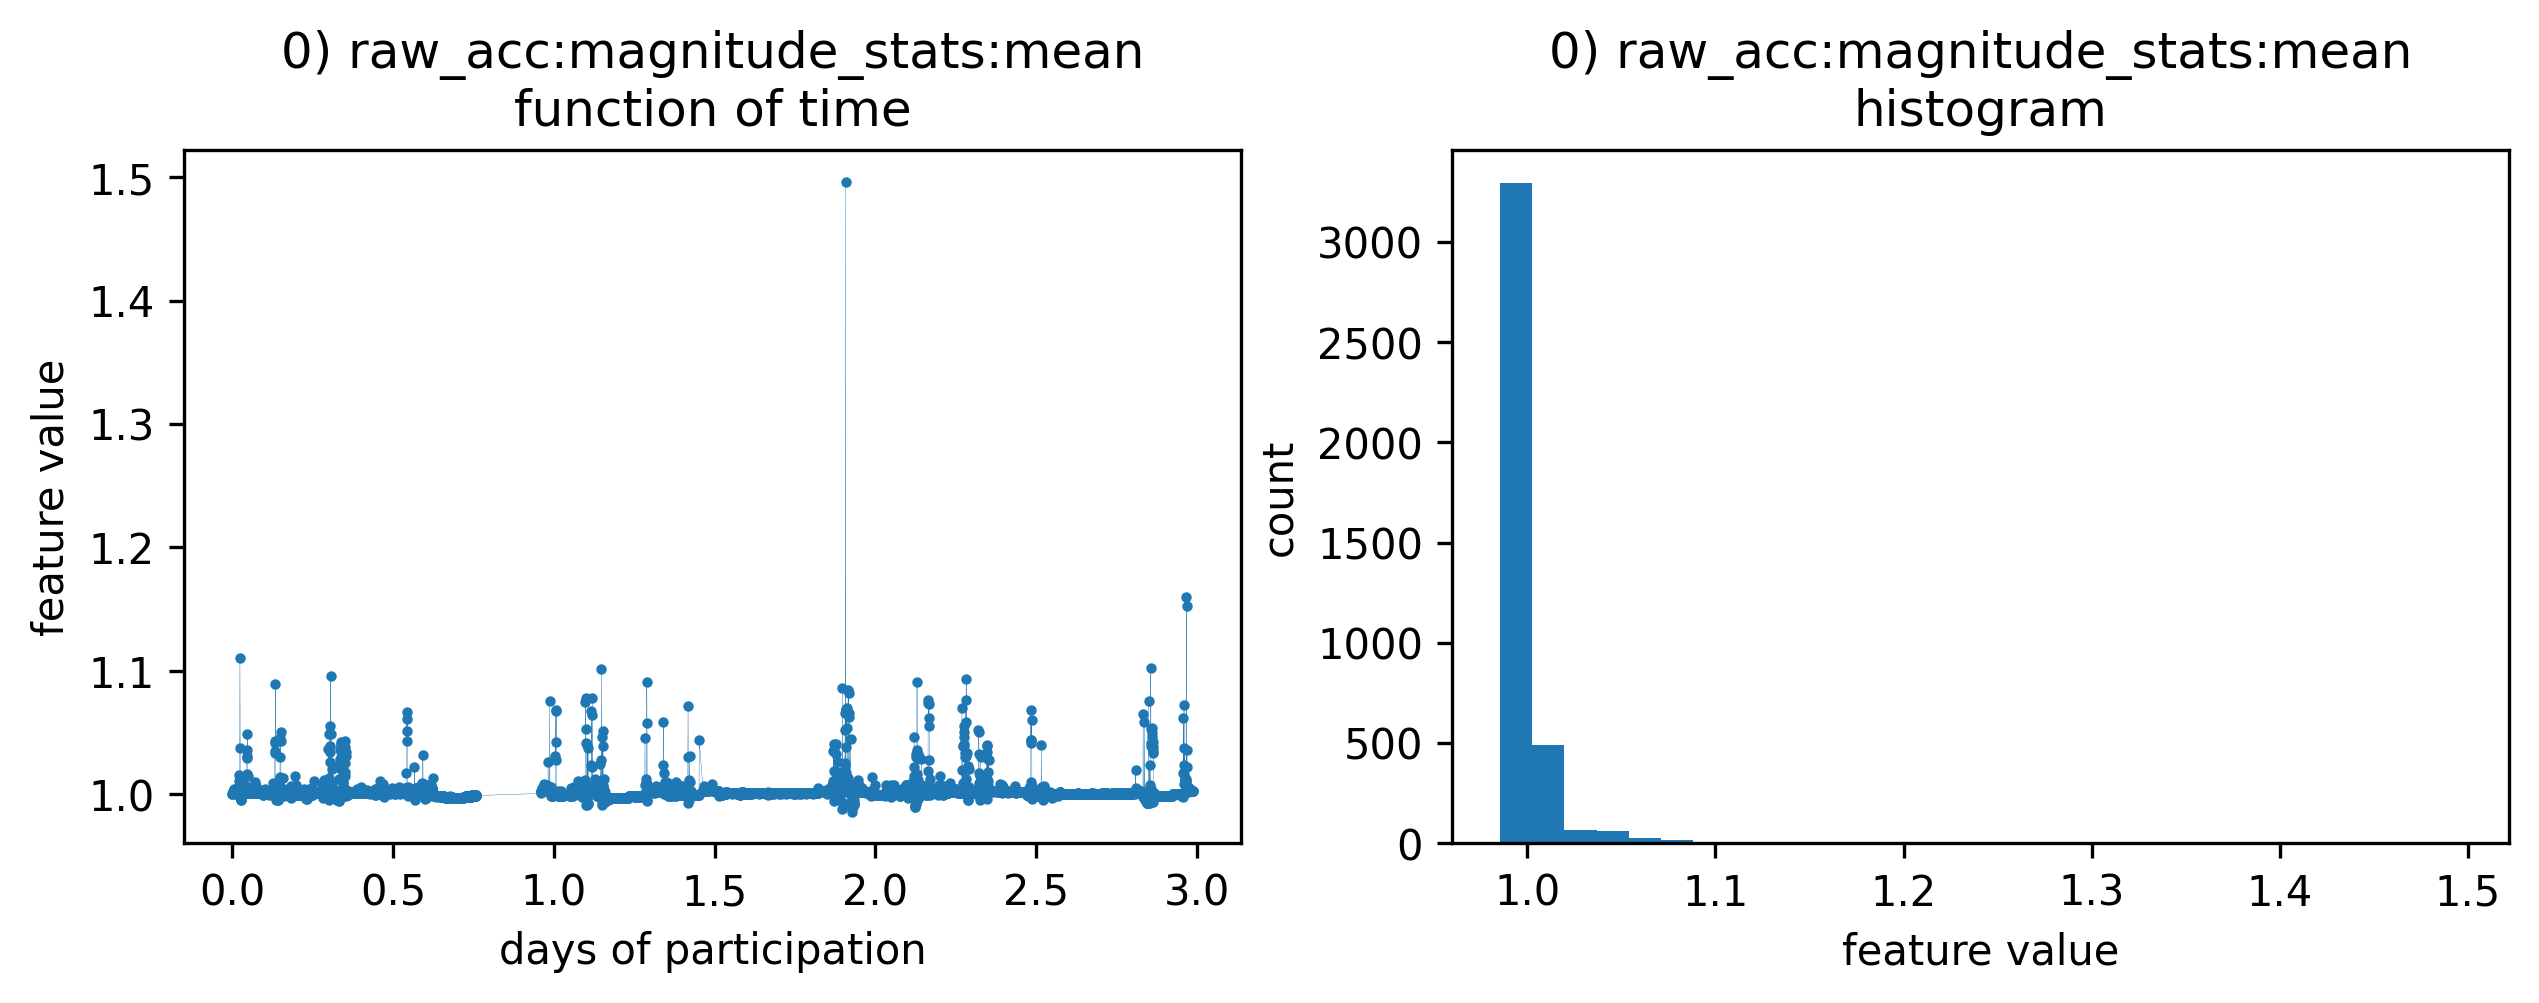 0) raw_acc:magnitude_stats:mean
function of time
feature value
1.5
1.4
1.3
1.2
1.1
1.0
0.0 0.5 1.0 1.5 2.0 2.5 3.0
days of participation
0) raw_acc:magnitude_stats:mean
histogram
count
3000
2500
2000
1500
1000
500
0
1.0 1.1 1.2 1.3 1.4 1.5
feature value